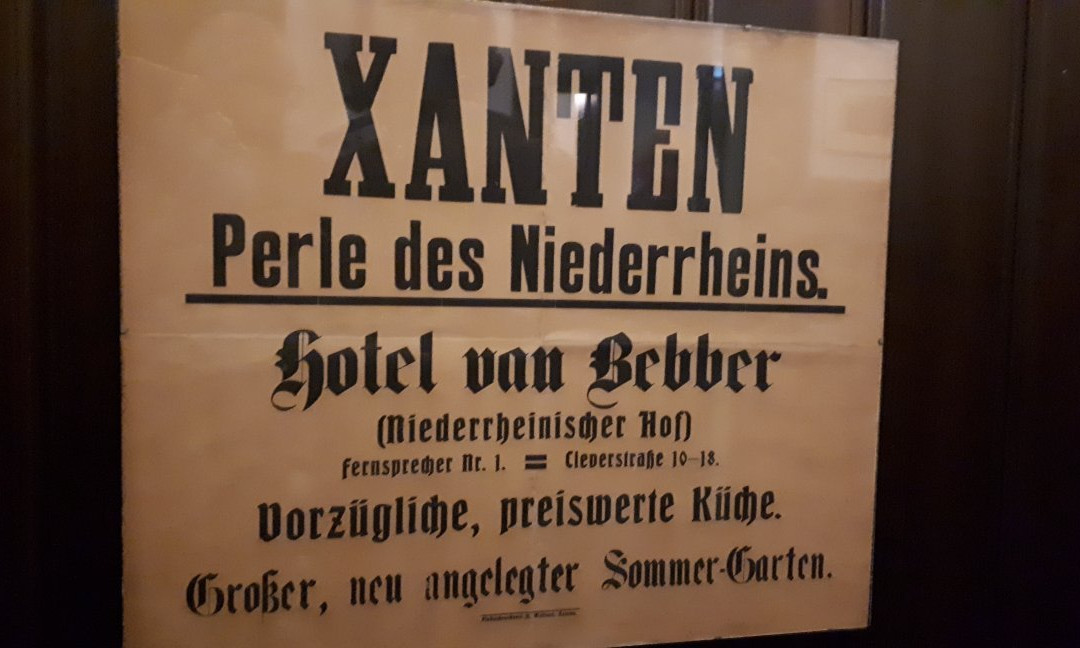 XANTEN
Perle des Niederrheins.
Hotel van Bebber
(Niederrheinischer Hof)
Fernsprecher Nr. 1. = Cleverstraße 10–18.
Vorzügliche, preiswerte Küche.
Großer, neu angelegter Sommer-Garten.